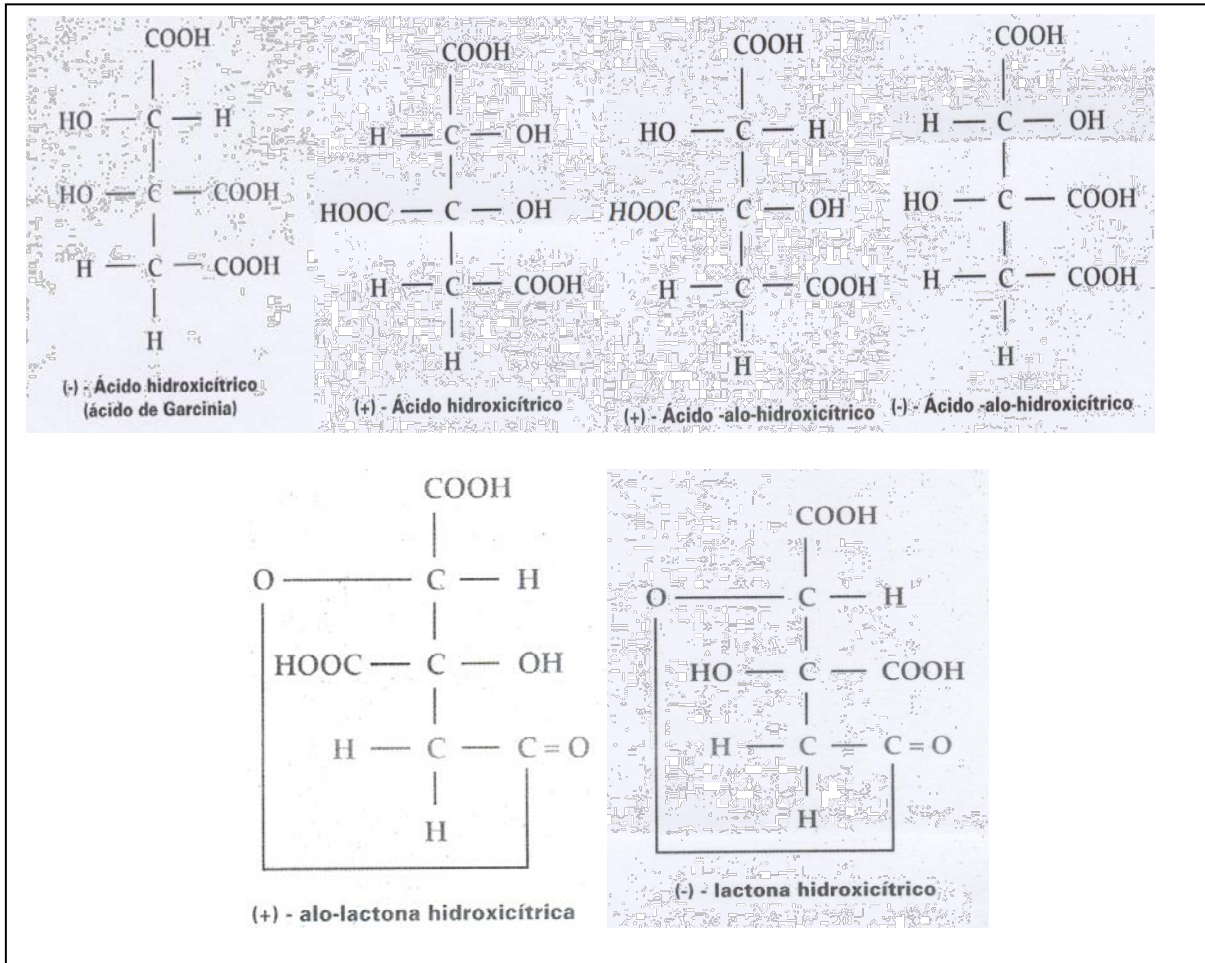 COOH
HO — C — H
HO — C — COOH
H — C — COOH
H
(-) - Ácido hidroxicítrico
(ácido de Garcinia)
COOH
H — C — OH
HOOC — C — OH
H — C — COOH
H
(+) - Ácido hidroxicítrico
COOH
HO — C — H
HOOC — C — OH
H — C — COOH
H
(+) - Ácido -alo-hidroxicítrico
COOH
H — C — OH
HO — C — COOH
H — C — COOH
H
(-) - Ácido -alo-hidroxicítrico
COOH
O — C — H
HOOC — C — OH
H — C — C = O
H
(+) - alo-lactona hidroxicítrica
COOH
O — C — H
HO — C — COOH
H — C — C = O
H
(-) - lactona hidroxicítrico